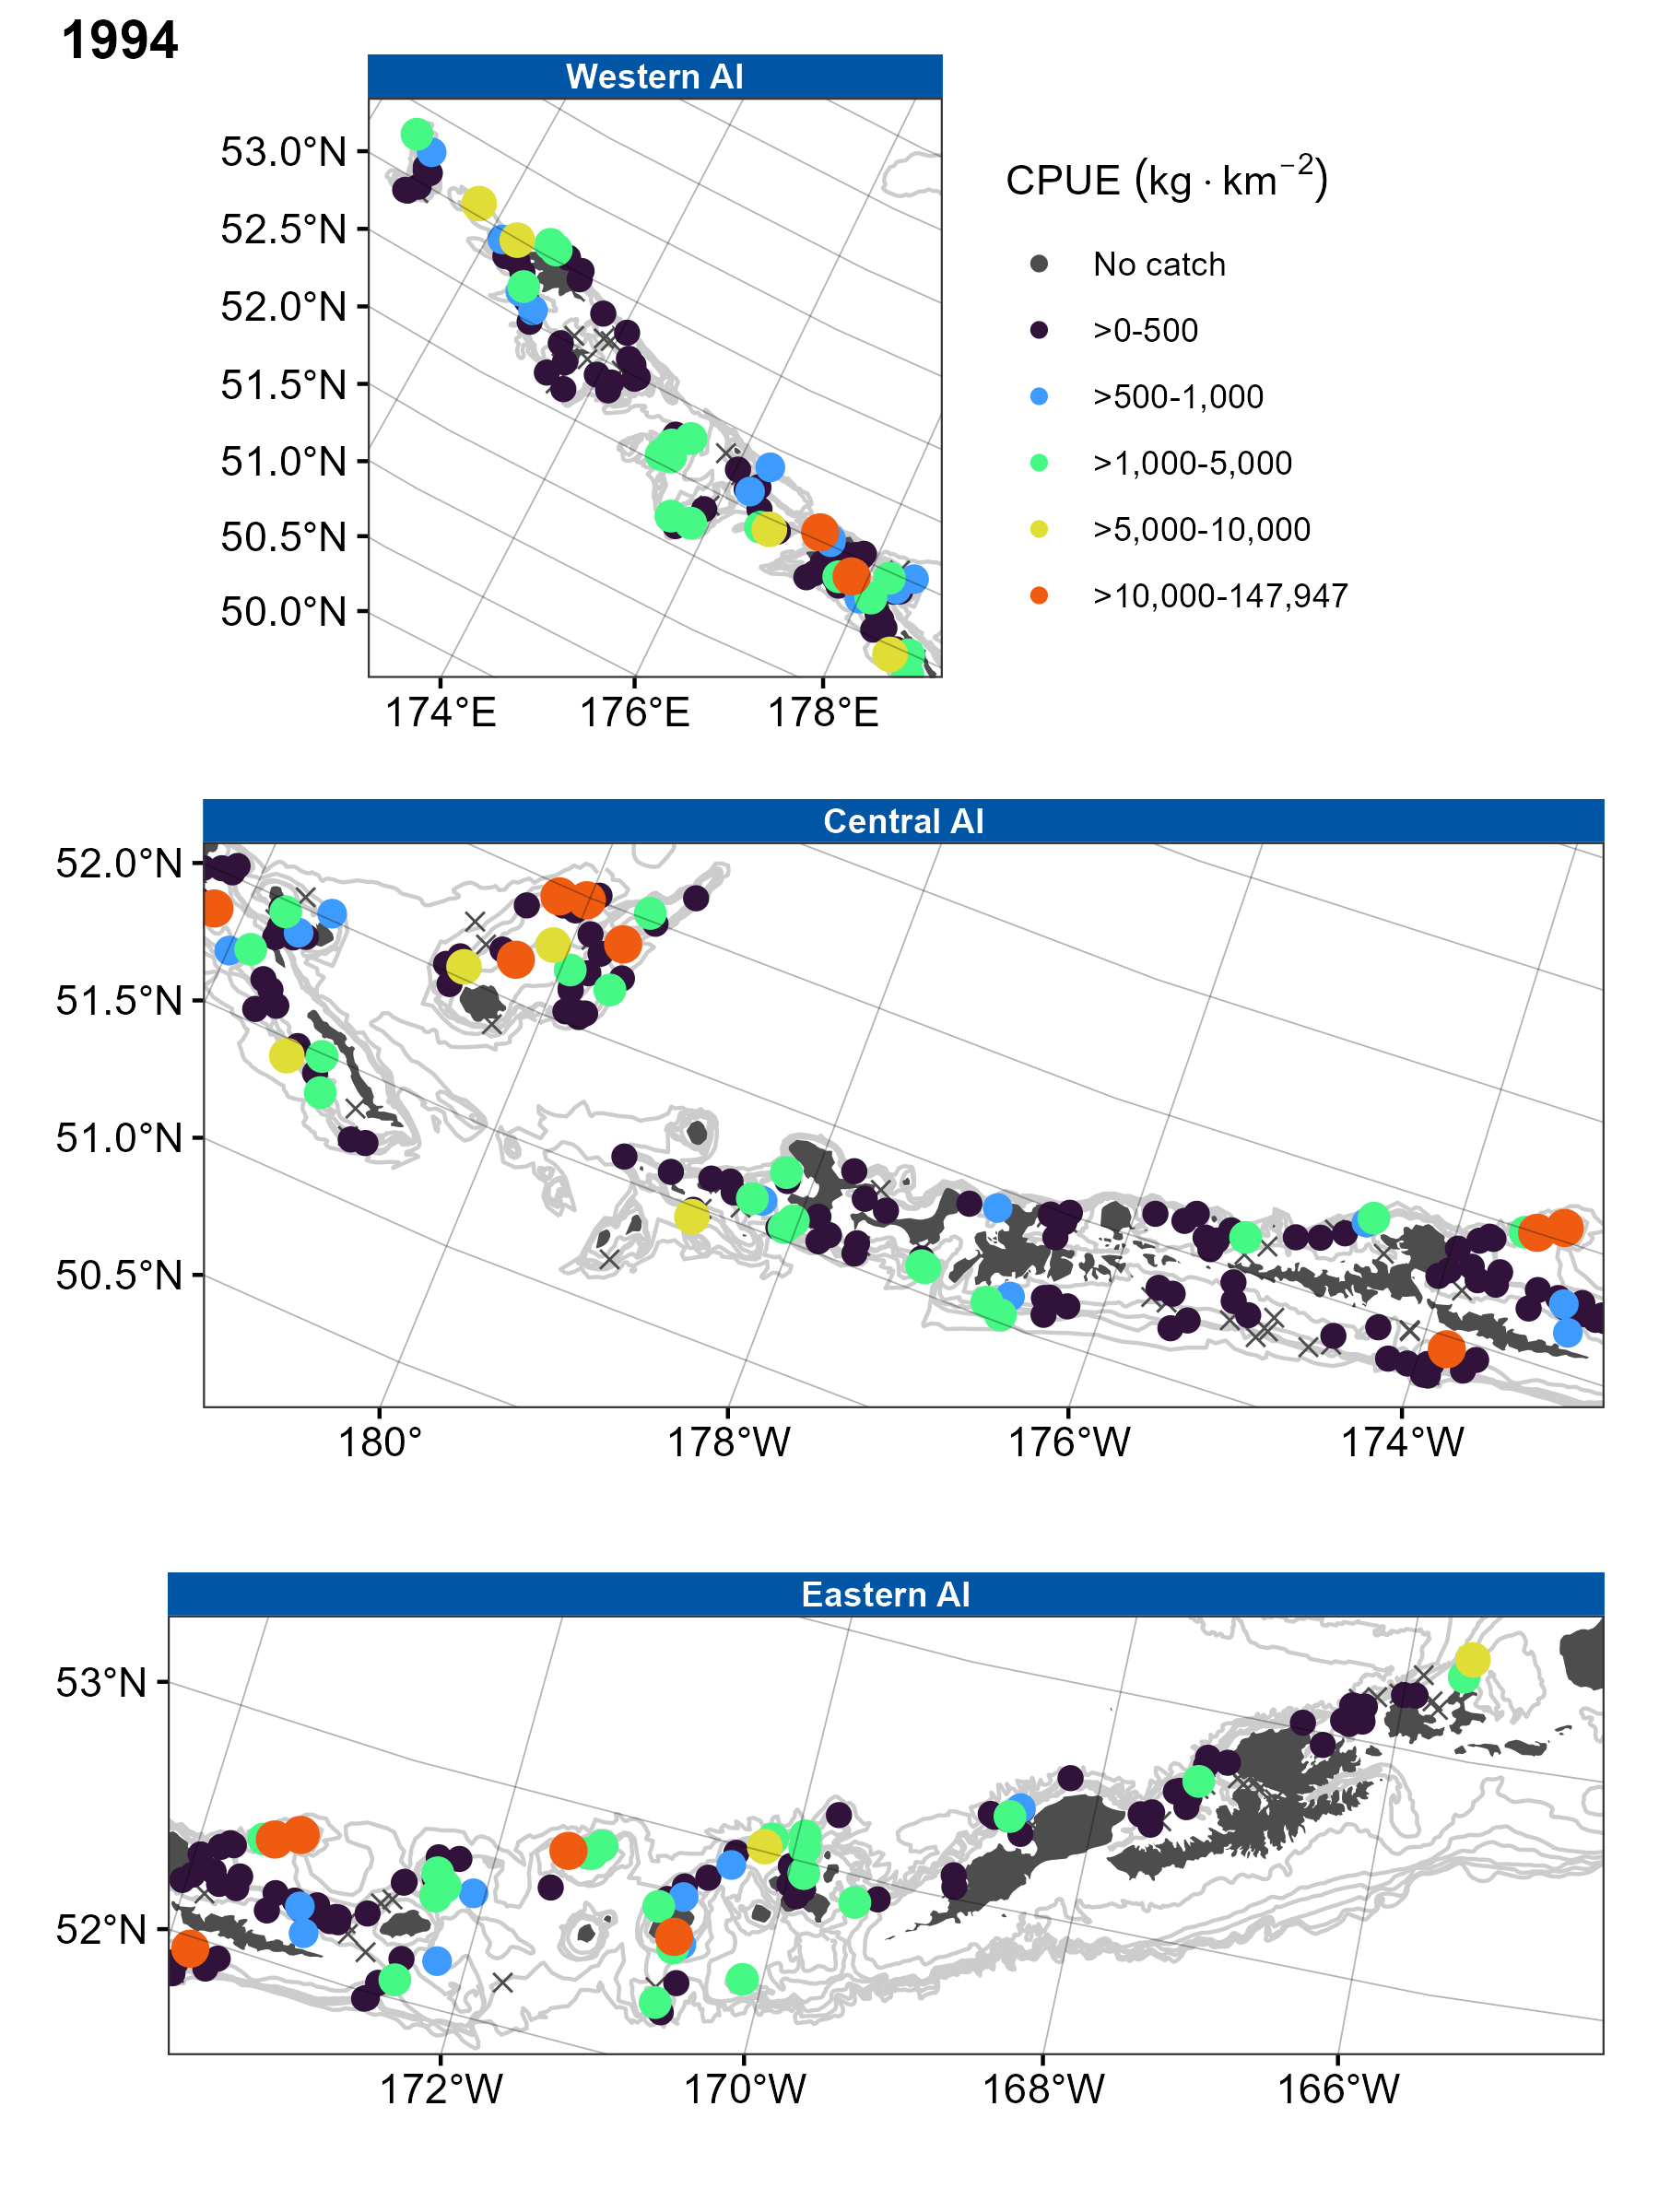 1994
Western AI
53.0°N
52.5°N
52.0°N
51.5°N
51.0°N
50.5°N
50.0°N
174°E 176°E 178°E
CPUE (kg · km⁻²)
No catch
>0-500
>500-1,000
>1,000-5,000
>5,000-10,000
>10,000-147,947
Central AI
52.0°N
51.5°N
51.0°N
50.5°N
180° 178°W 176°W 174°W
Eastern AI
53°N
52°N
172°W 170°W 168°W 166°W